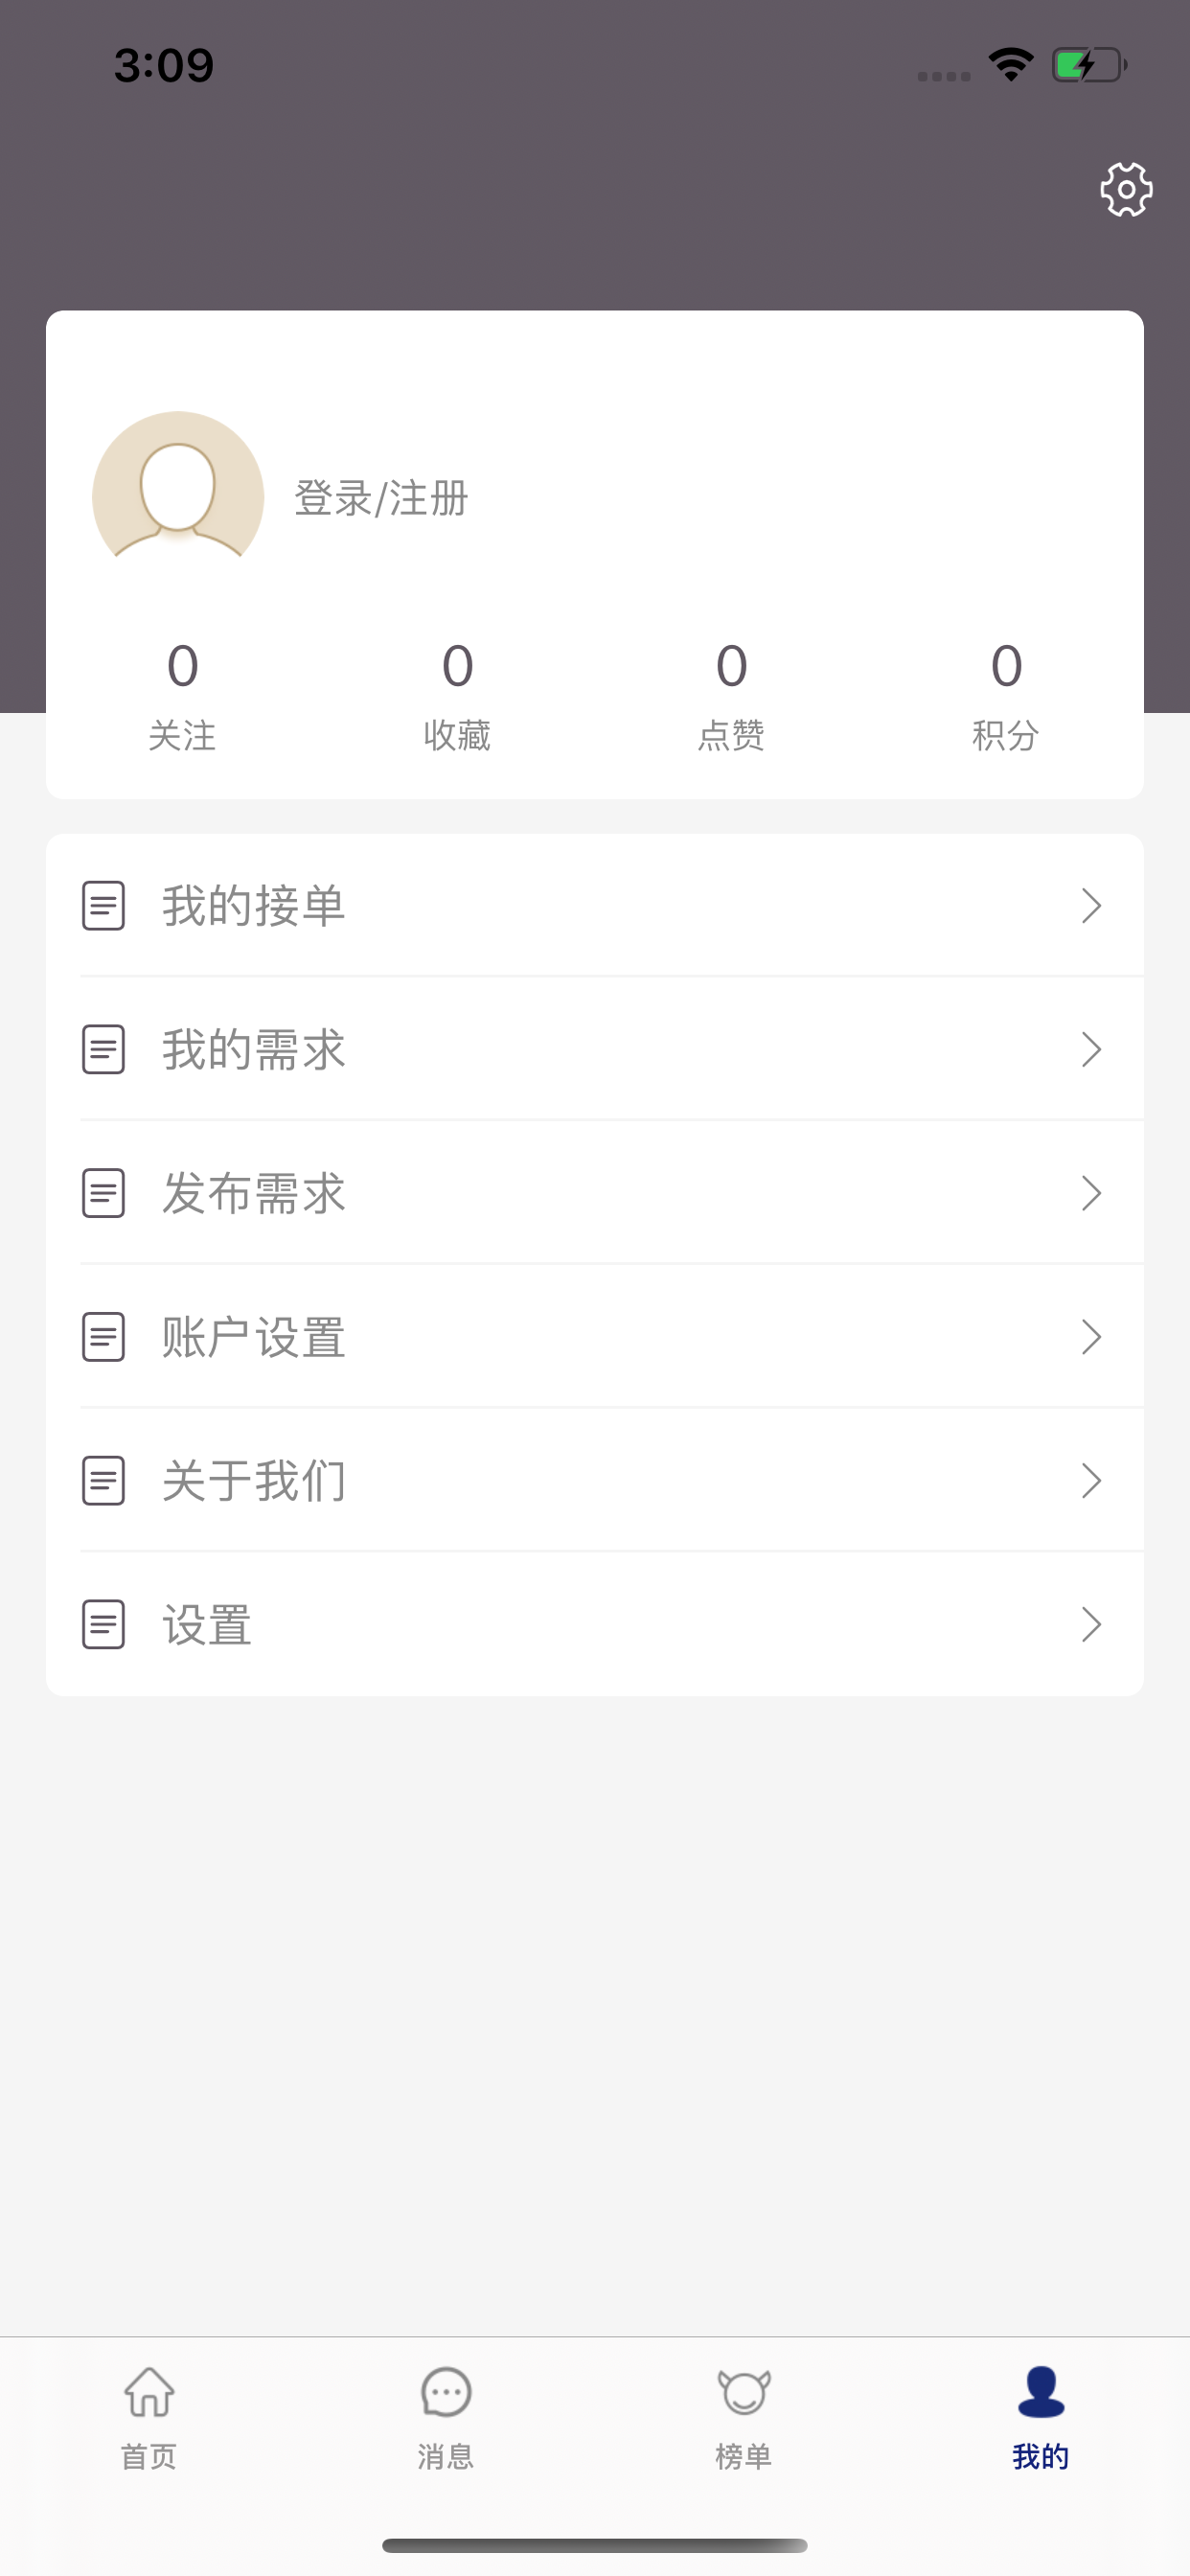 3:09
登录/注册
0 0 0 0
关注 收藏 点赞 积分
我的接单
我的需求
发布需求
账户设置
关于我们
设置
首页 消息 榜单 我的